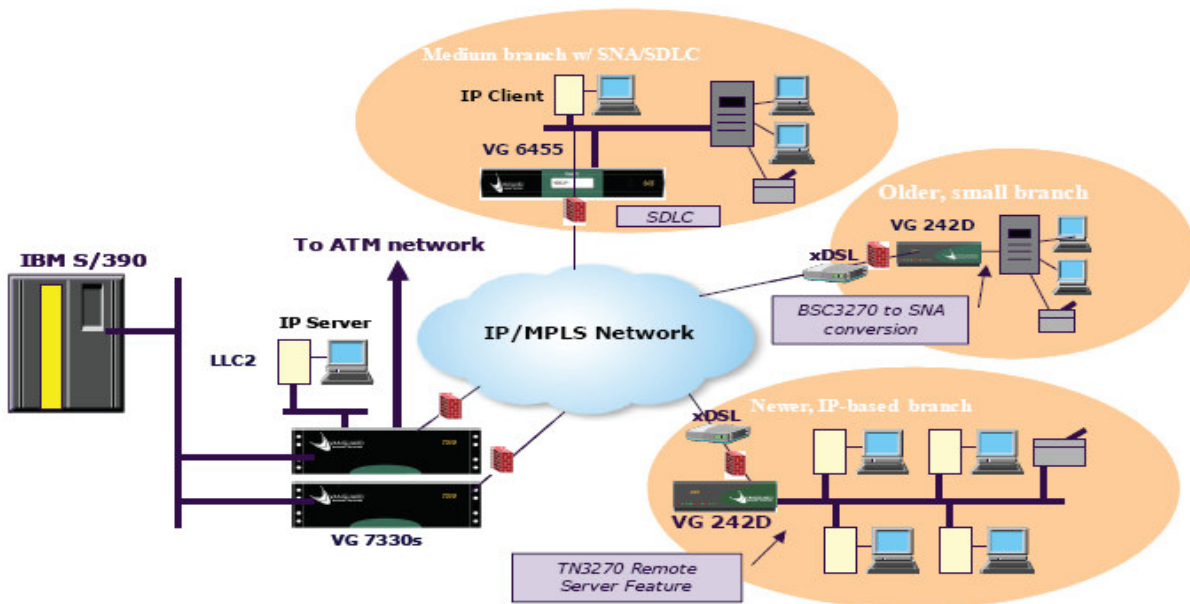 Medium branch w/ SNA/SDLC
IP Client
VG 6455
SDLC
Older, small branch
VG 242D
xDSL
BSC3270 to SNA
conversion
To ATM network
IBM S/390
IP Server
LLC2
IP/MPLS Network
VANGUARD
VANGUARD
VG 7330s
Newer, IP-based branch
xDSL
VG 242D
TN3270 Remote
Server Feature